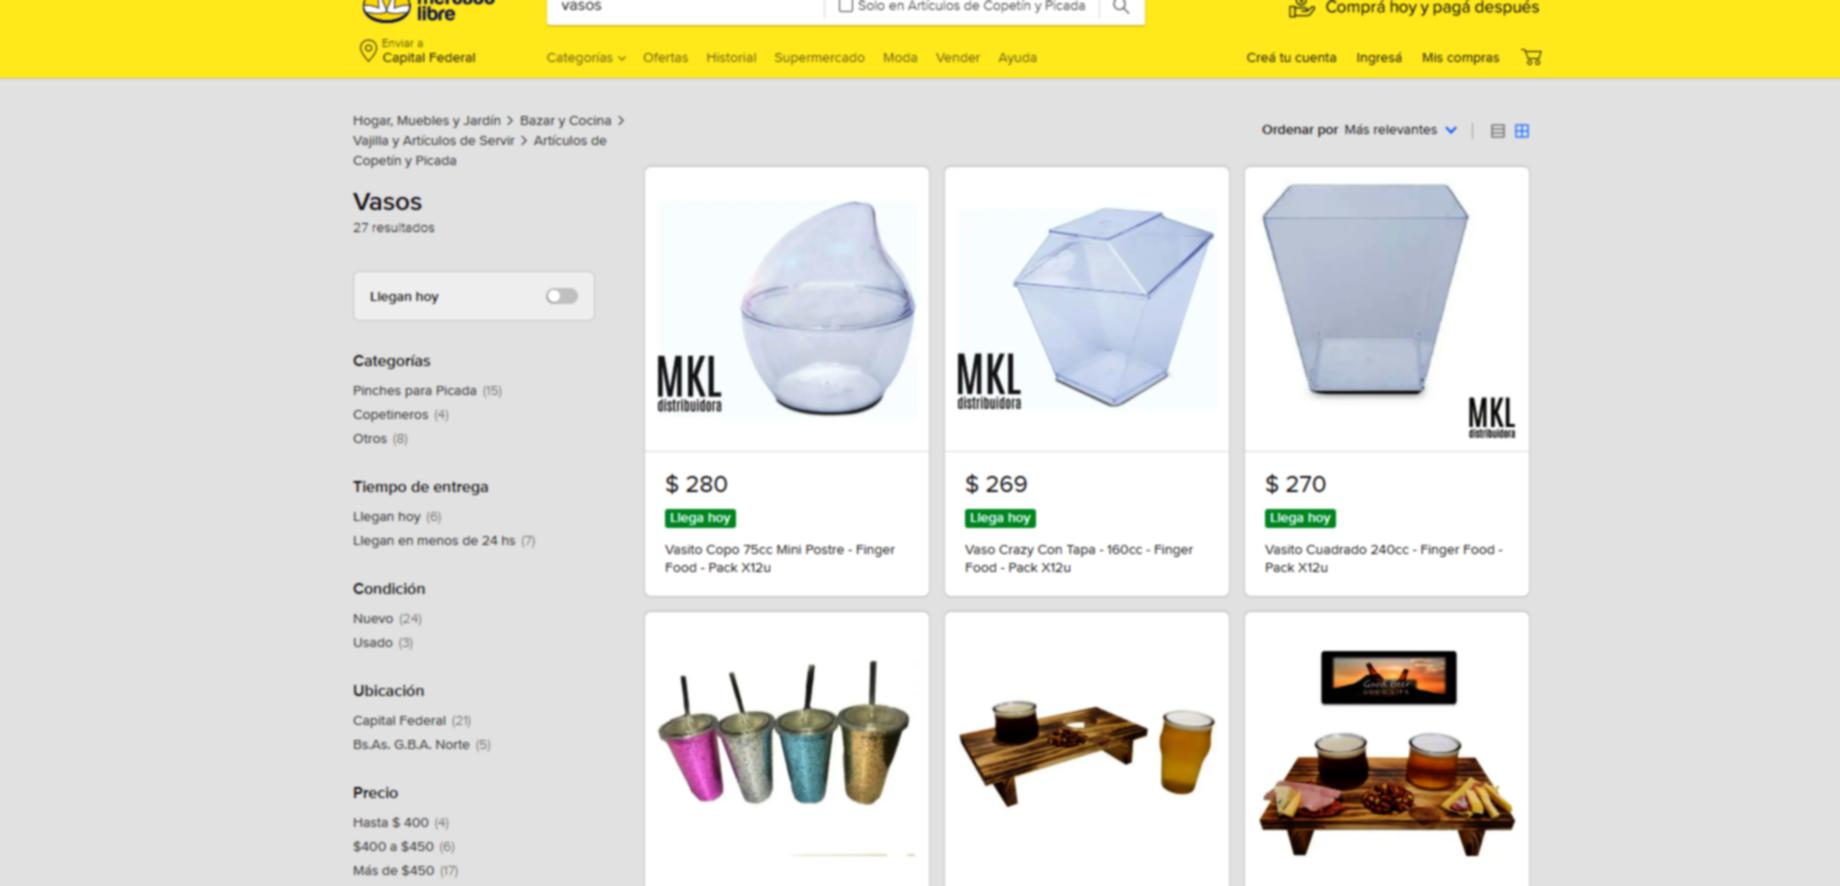 mercado
libre
vasos
Solo en Artículos de Copetín y Picada
Comprá hoy y pagá después
Enviar a
Capital Federal
Categorías
Ofertas
Historial
Supermercado
Moda
Vender
Ayuda
Creá tu cuenta
Ingresá
Mis compras
Hogar, Muebles y Jardín > Bazar y Cocina >
Vajilla y Artículos de Servir > Artículos de
Copetín y Picada
Vasos
27 resultados
Llegan hoy
Categorías
Pinches para Picada (15)
Copetineros (4)
Otros (8)
Tiempo de entrega
Llegan hoy (6)
Llegan en menos de 24 hs (7)
Condición
Nuevo (24)
Usado (3)
Ubicación
Capital Federal (21)
Bs.As. G.B.A. Norte (5)
Precio
Hasta $ 400 (4)
$400 a $450 (6)
Más de $450 (17)
Ordenar por Más relevantes
MKL
distribuidora
$ 280
Llega hoy
Vasito Copo 75cc Mini Postre - Finger
Food - Pack X12u
MKL
distribuidora
$ 269
Llega hoy
Vaso Crazy Con Tapa - 160cc - Finger
Food - Pack X12u
MKL
distribuidora
$ 270
Llega hoy
Vasito Cuadrado 240cc - Finger Food -
Pack X12u
Good Beer